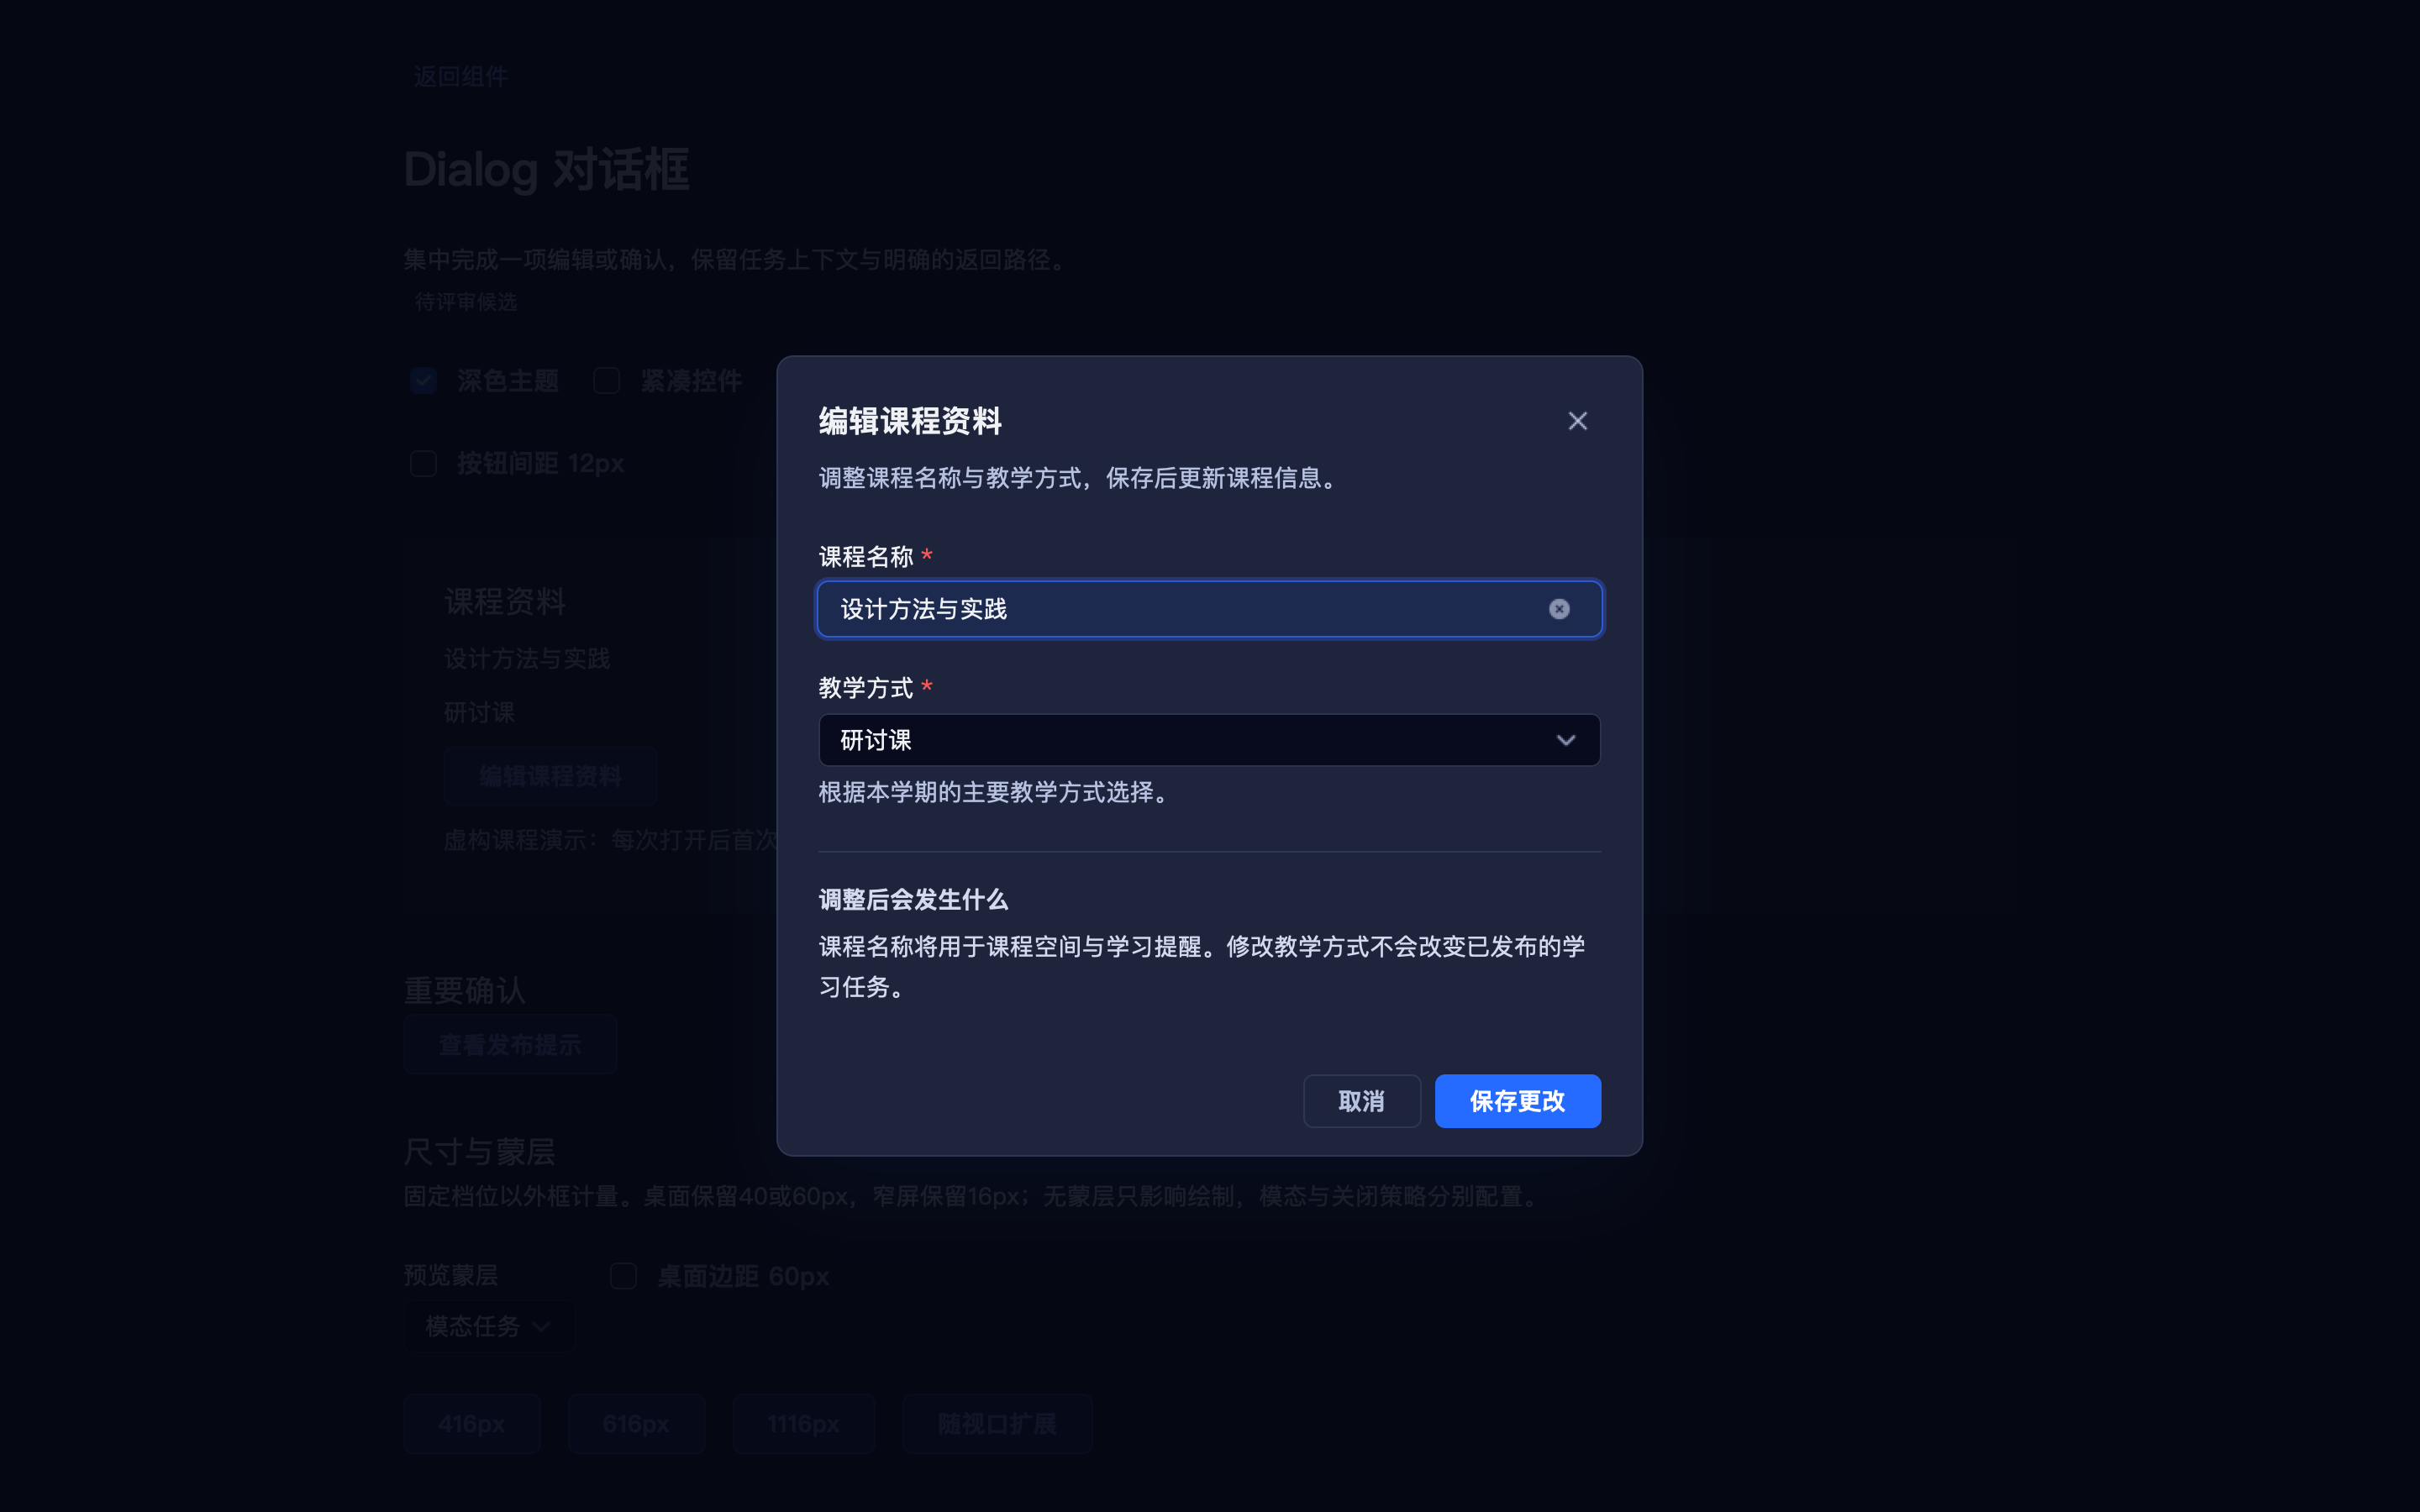 返回组件
Dialog 对话框
集中完成一项编辑或确认，保留任务上下文与明确的返回路径。
待评审候选
深色主题 紧凑控件
按钮间距 12px
课程资料
设计方法与实践
研讨课
编辑课程资料
虚构课程演示：每次打开后首次
重要确认
查看发布提示
尺寸与蒙层
固定档位以外框计量。桌面保留40或60px，窄屏保留16px；无蒙层只影响绘制，模态与关闭策略分别配置。
预览蒙层 桌面边距 60px
模态任务
416px 616px 1116px 随视口扩展
编辑课程资料
调整课程名称与教学方式，保存后更新课程信息。
课程名称 *
设计方法与实践
教学方式 *
研讨课
根据本学期的主要教学方式选择。
调整后会发生什么
课程名称将用于课程空间与学习提醒。修改教学方式不会改变已发布的学
习任务。
取消 保存更改